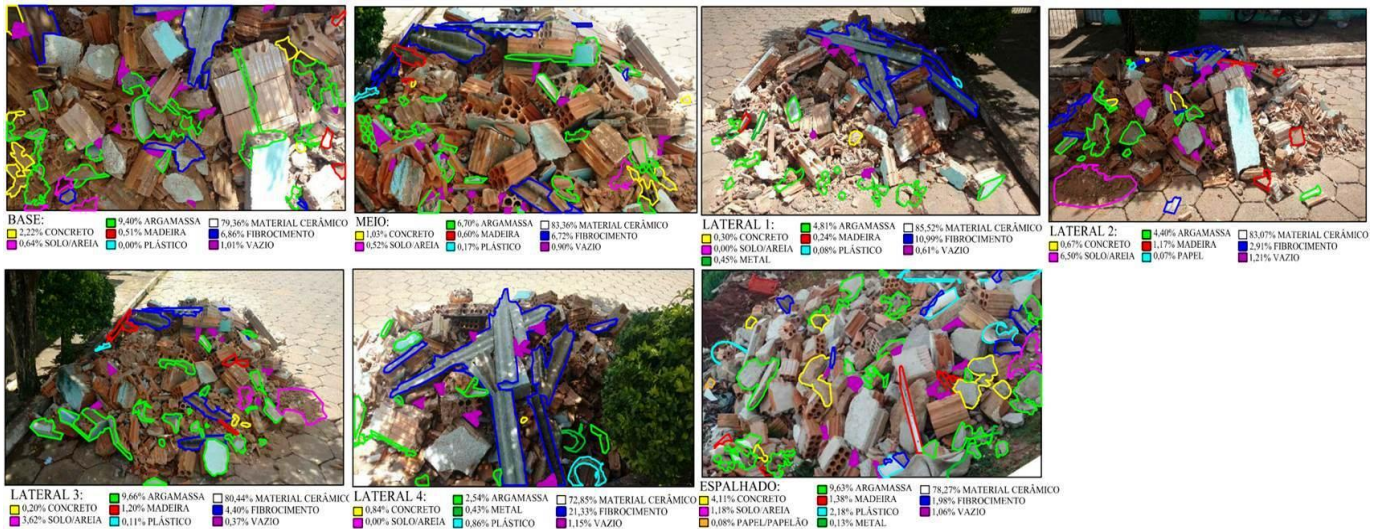 BASE:
9,40% ARGAMASSA 79,36% MATERIAL CERÂMICO
2,22% CONCRETO 0,51% MADEIRA 6,86% FIBROCIMENTO
0,64% SOLO/AREIA 0,00% PLÁSTICO 1,01% VAZIO
MEIO:
6,70% ARGAMASSA 83,36% MATERIAL CERÂMICO
1,03% CONCRETO 0,60% MADEIRA 6,72% FIBROCIMENTO
0,52% SOLO/AREIA 0,17% PLÁSTICO 0,90% VAZIO
LATERAL 1:
4,81% ARGAMASSA 85,52% MATERIAL CERÂMICO
0,30% CONCRETO 0,24% MADEIRA 10,99% FIBROCIMENTO
0,00% SOLO/AREIA 0,08% PLÁSTICO 0,61% VAZIO
0,45% METAL
LATERAL 2:
4,40% ARGAMASSA 83,07% MATERIAL CERÂMICO
0,67% CONCRETO 1,17% MADEIRA 2,91% FIBROCIMENTO
6,50% SOLO/AREIA 0,07% PAPEL 1,21% VAZIO
LATERAL 3:
9,66% ARGAMASSA 80,44% MATERIAL CERÂMICO
0,20% CONCRETO 1,20% MADEIRA 4,40% FIBROCIMENTO
3,62% SOLO/AREIA 0,11% PLÁSTICO 0,37% VAZIO
LATERAL 4:
2,54% ARGAMASSA 72,85% MATERIAL CERÂMICO
0,84% CONCRETO 0,43% METAL 21,33% FIBROCIMENTO
0,00% SOLO/AREIA 0,86% PLÁSTICO 1,15% VAZIO
ESPALHADO:
9,63% ARGAMASSA 78,27% MATERIAL CERÂMICO
4,11% CONCRETO 1,38% MADEIRA 1,98% FIBROCIMENTO
1,18% SOLO/AREIA 2,18% PLÁSTICO 1,06% VAZIO
0,08% PAPEL/PAPELÃO 0,13% METAL